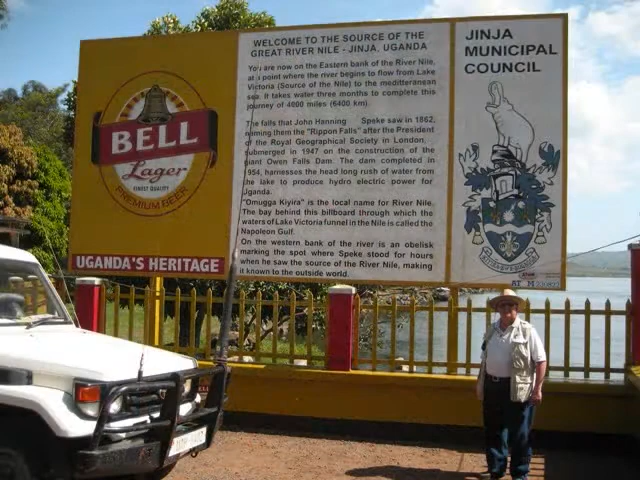 BELL
Lager
FINEST QUALITY
PREMIUM BEER
UGANDA'S HERITAGE
WELCOME TO THE SOURCE OF THE
GREAT RIVER NILE - JINJA, UGANDA
You are now on the Eastern bank of the River Nile,
at a point where the river begins to flow from Lake
Victoria (Source of the Nile) to the mediterranean
sea. It takes water three months to complete this
journey of 4000 miles (6400 km).
The falls that John Hanning Speke saw in 1862,
naming them the "Rippon Falls" after the President
of the Royal Geographical Society in London,
submerged in 1947 on the construction of the
giant Owen Falls Dam. The dam completed in
1954, harnesses the head long rush of water from
the lake to produce hydro electric power for
Uganda.
"Omugga Kiyira" is the local name for River Nile.
The bay behind this billboard through which the
waters of Lake Victoria funnel in the Nile is called the
Napoleon Gulf.
On the western bank of the river is an obelisk
marking the spot where Speke stood for hours
when he saw the source of the River Nile, making
it known to the outside world.
JINJA
MUNICIPAL
COUNCIL